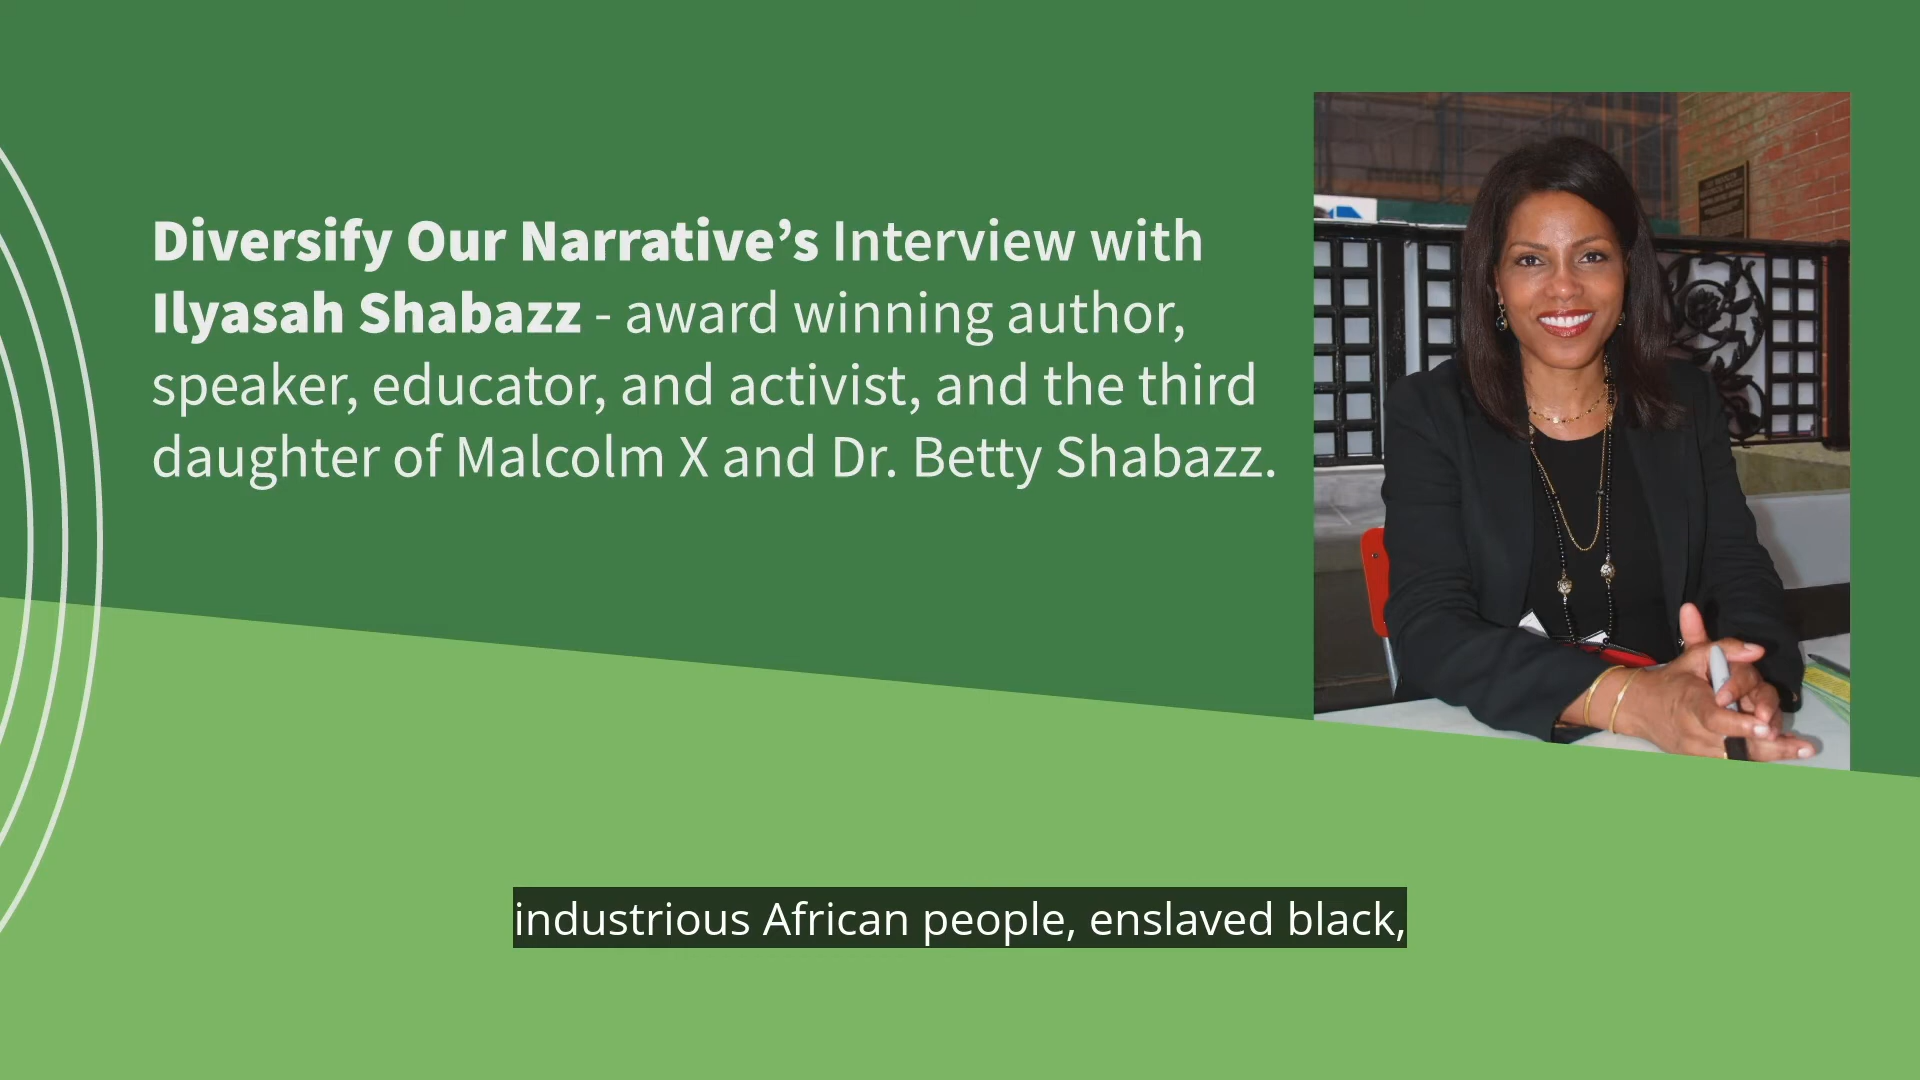 Diversify Our Narrative’s Interview with
Ilyasah Shabazz - award winning author,
speaker, educator, and activist, and the third
daughter of Malcolm X and Dr. Betty Shabazz.
industrious African people, enslaved black,